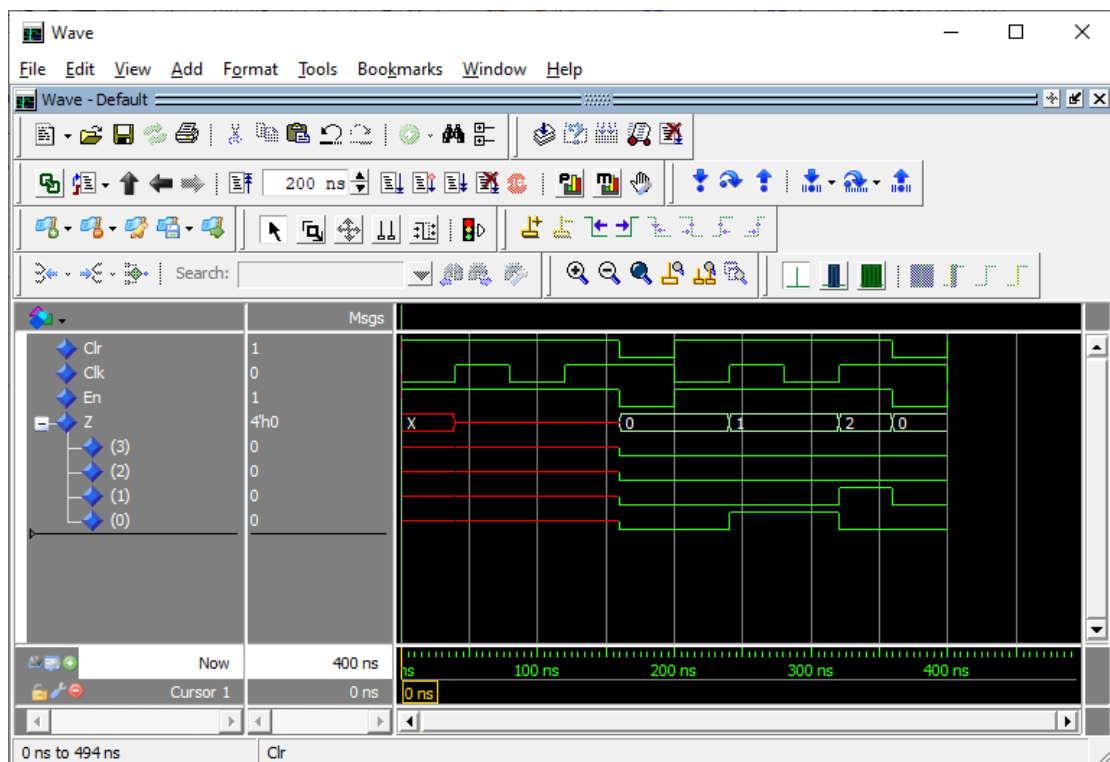 Wave
File Edit View Add Format Tools Bookmarks Window Help
Wave - Default
200 ns
Search:
Msgs
Clr 1
Clk 0
En 1
Z 4'h0 X 0 1 2 0
(3) 0
(2) 0
(1) 0
(0) 0
Now 400 ns ns 100 ns 200 ns 300 ns 400 ns
Cursor 1 0 ns 0 ns
0 ns to 494 ns Clr